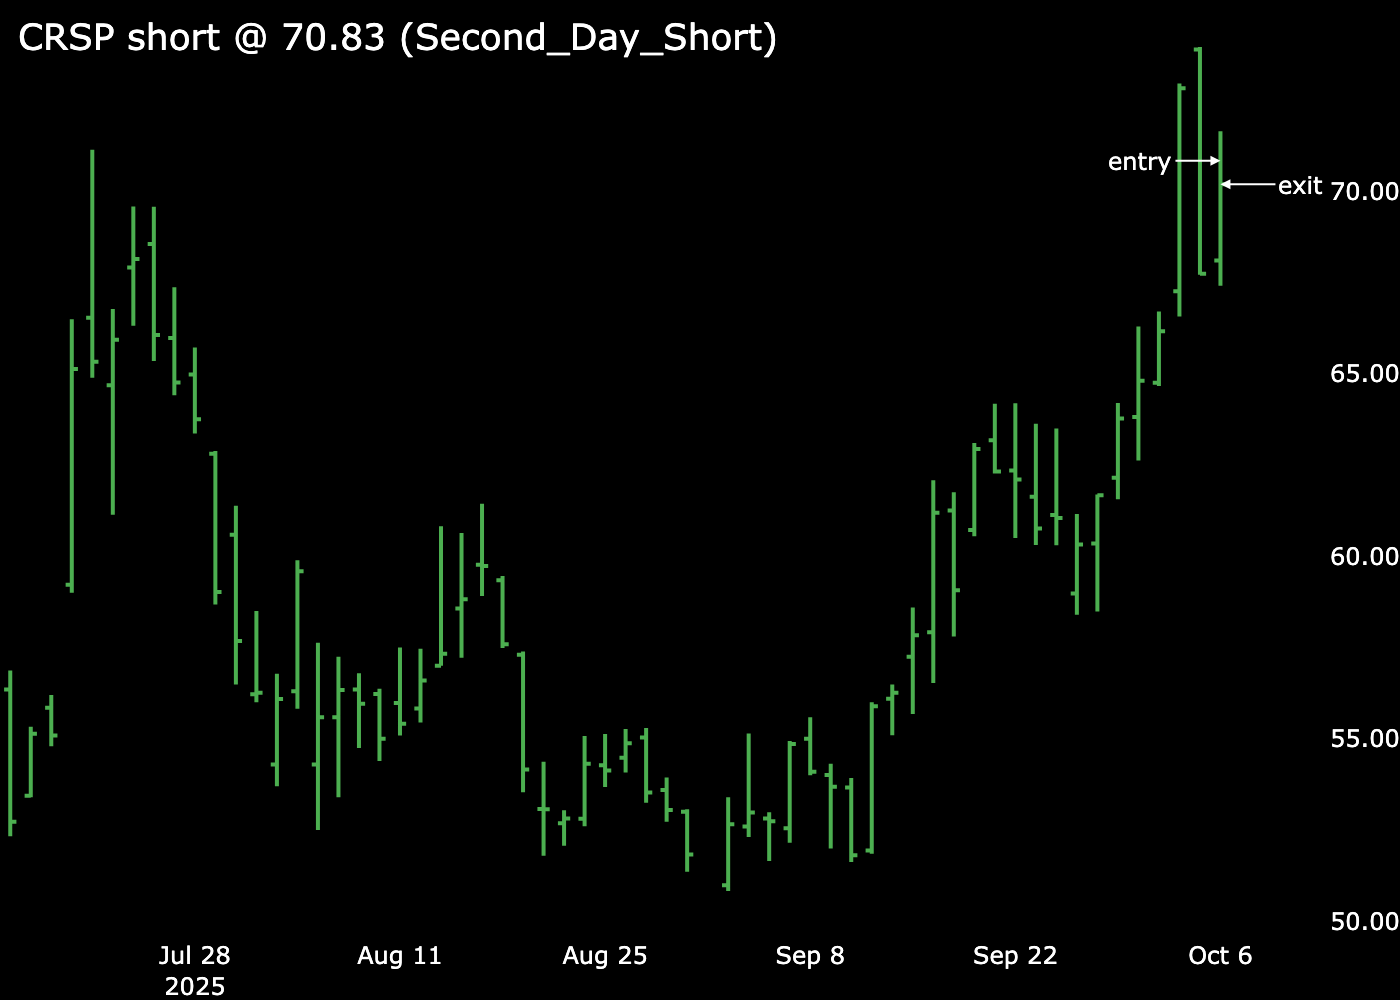 CRSP short @ 70.83 (Second_Day_Short)
entry
exit
70.00
65.00
60.00
55.00
50.00
Jul 28
2025
Aug 11
Aug 25
Sep 8
Sep 22
Oct 6